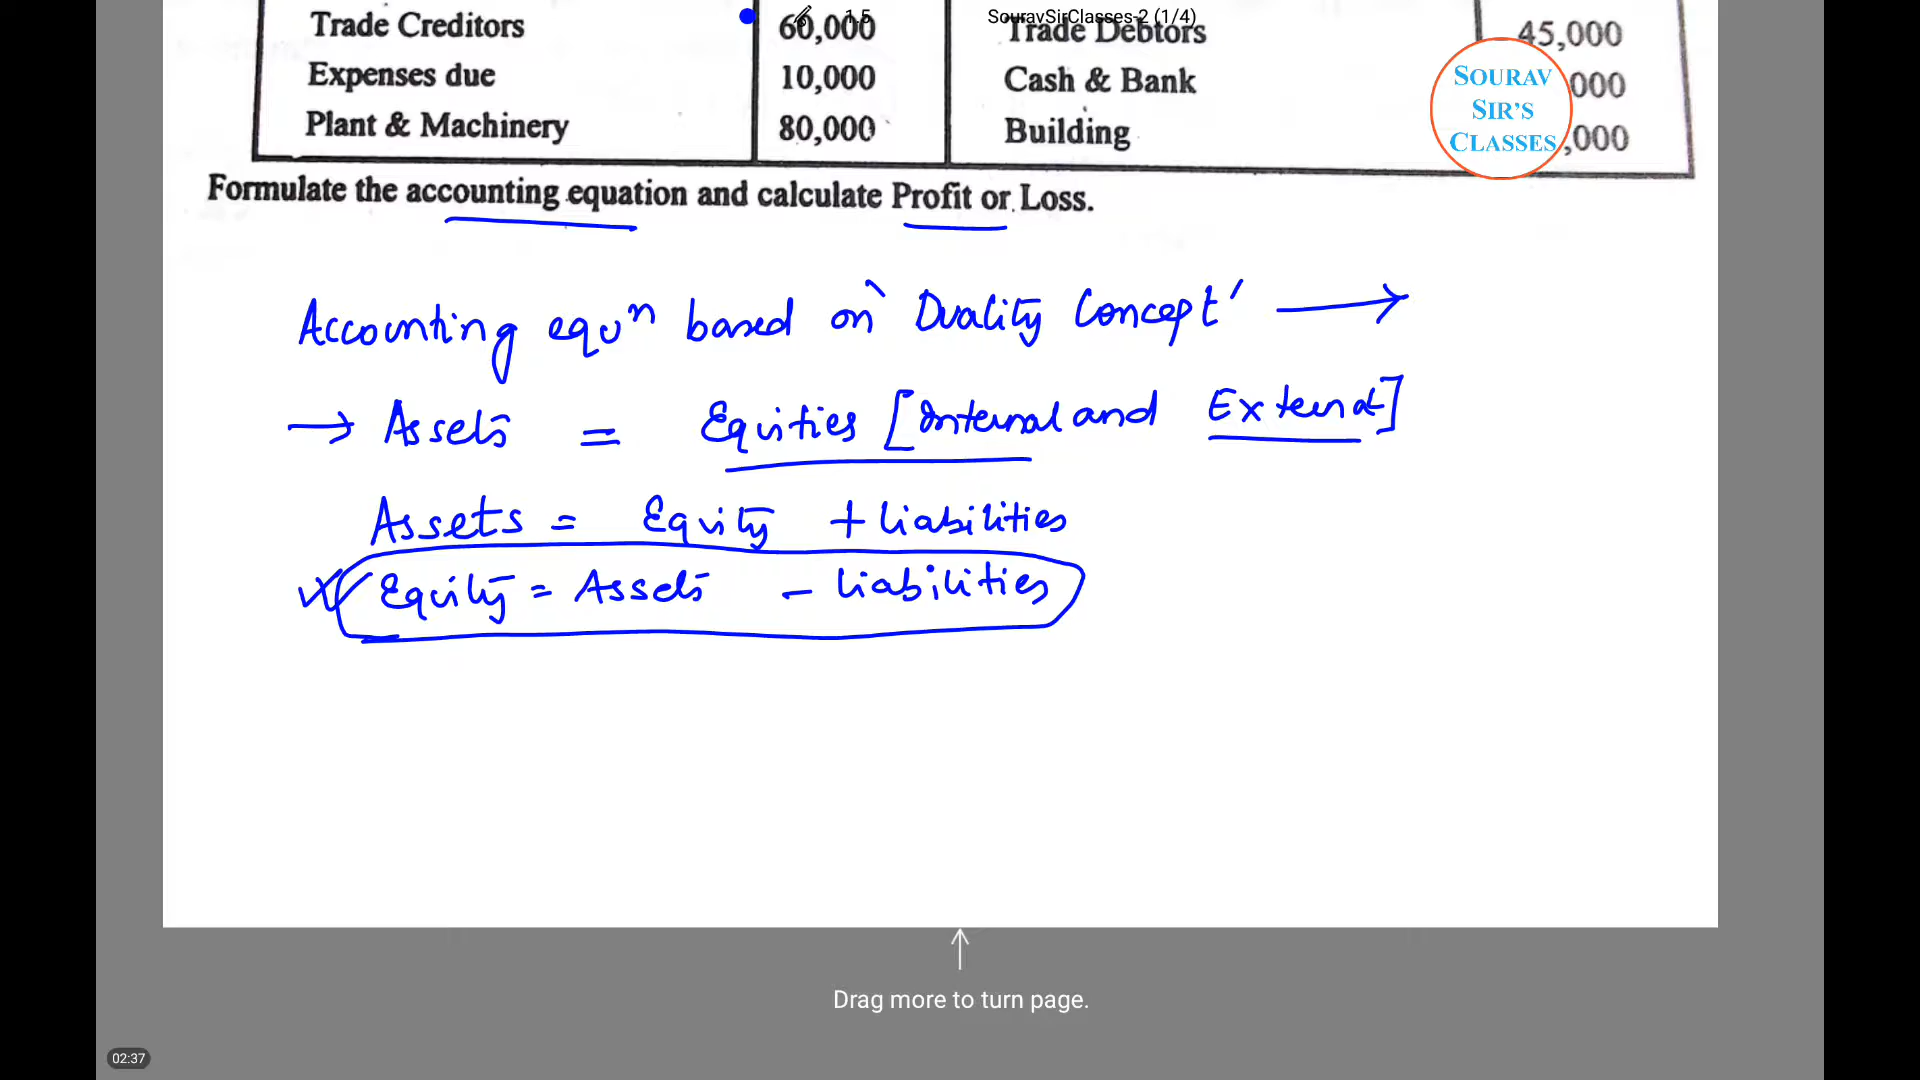 1.5 SouravSirClasses-2 (1/4)
Trade Creditors 60,000 Trade Debtors 45,000
Expenses due 10,000 Cash & Bank ,000
Plant & Machinery 80,000 Building ,000
SOURAV
SIR'S
CLASSES
Formulate the accounting equation and calculate Profit or Loss.
Accounting equⁿ based on 'Duality Concept' →
→ Assets = Equities [Internal and External]
Assets = Equity + liabilities
Equity = Assets - liabilities
Drag more to turn page.
02:37